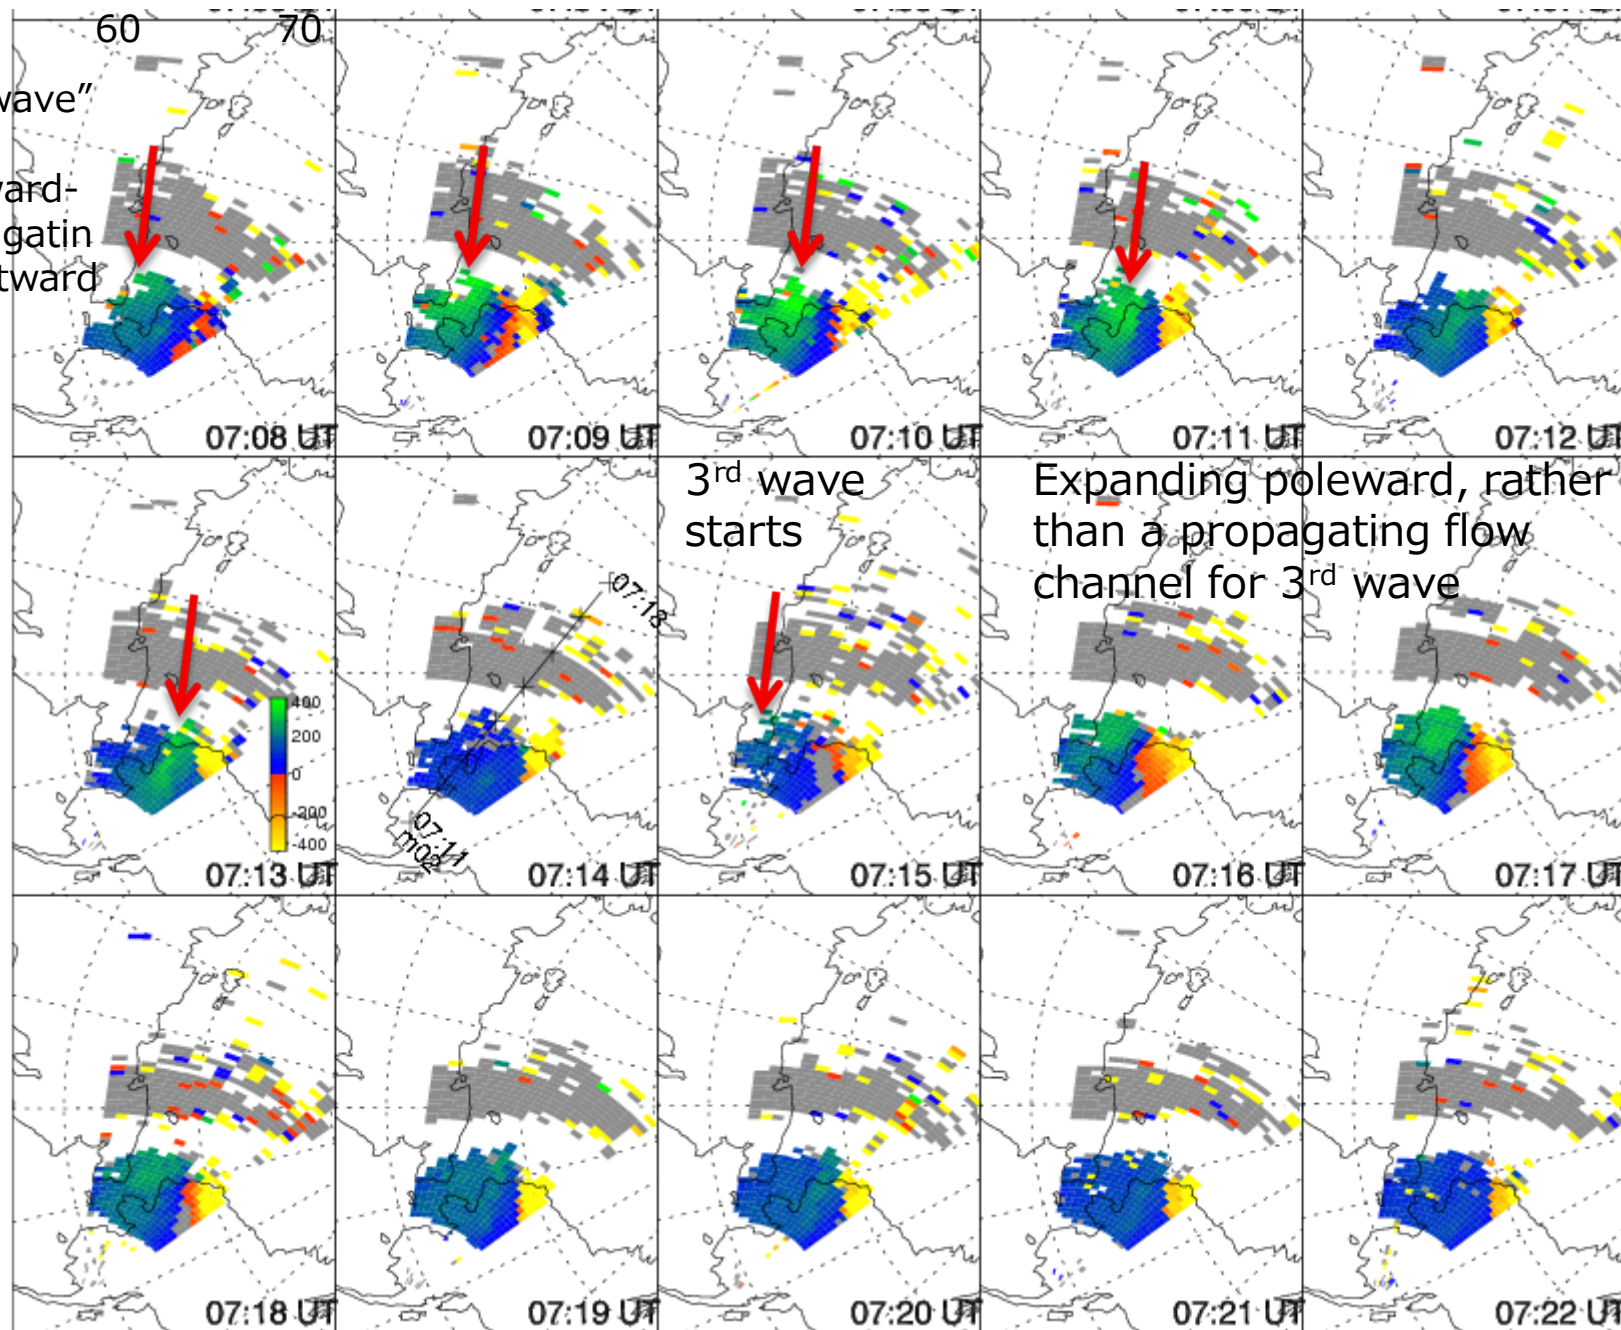 60 70
wave”
ward-
gatin
tward
07:08 UT
07:09 UT
07:10 UT
07:11 UT
07:12 UT
3rd wave
starts
Expanding poleward, rather
than a propagating flow
channel for 3rd wave
400
200
0
-200
-400
07:13 UT
07:13
07:11
m02
07:14 UT
07:15 UT
07:16 UT
07:17 UT
07:18 UT
07:19 UT
07:20 UT
07:21 UT
07:22 UT